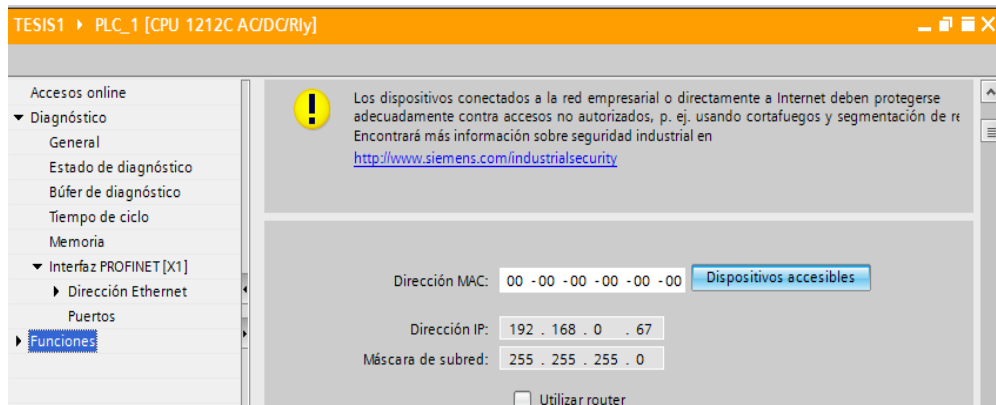 TESIS1 ▸ PLC_1 [CPU 1212C AC/DC/Rly]
Accesos online
Diagnóstico
General
Estado de diagnóstico
Búfer de diagnóstico
Tiempo de ciclo
Memoria
Interfaz PROFINET [X1]
Dirección Ethernet
Puertos
Funciones
Los dispositivos conectados a la red empresarial o directamente a Internet deben protegerse
adecuadamente contra accesos no autorizados, p. ej. usando cortafuegos y segmentación de re
Encontrará más información sobre seguridad industrial en
http://www.siemens.com/industrialsecurity
Dirección MAC: 00 -00 -00 -00 -00 -00 Dispositivos accesibles
Dirección IP: 192 . 168 . 0 . 67
Máscara de subred: 255 . 255 . 255 . 0
Utilizar router